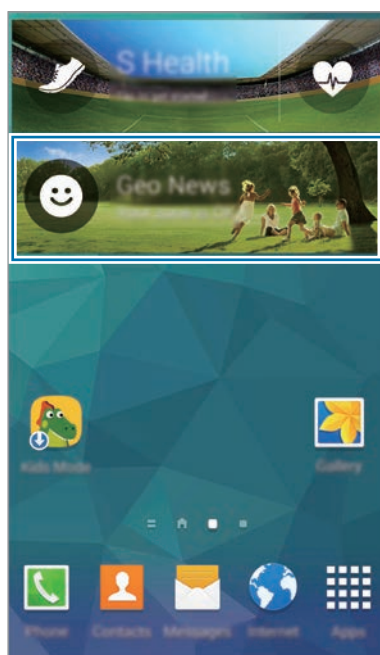 S Health
Geo News
Kids Mode
Gallery
Phone
Contacts
Messages
Internet
Apps